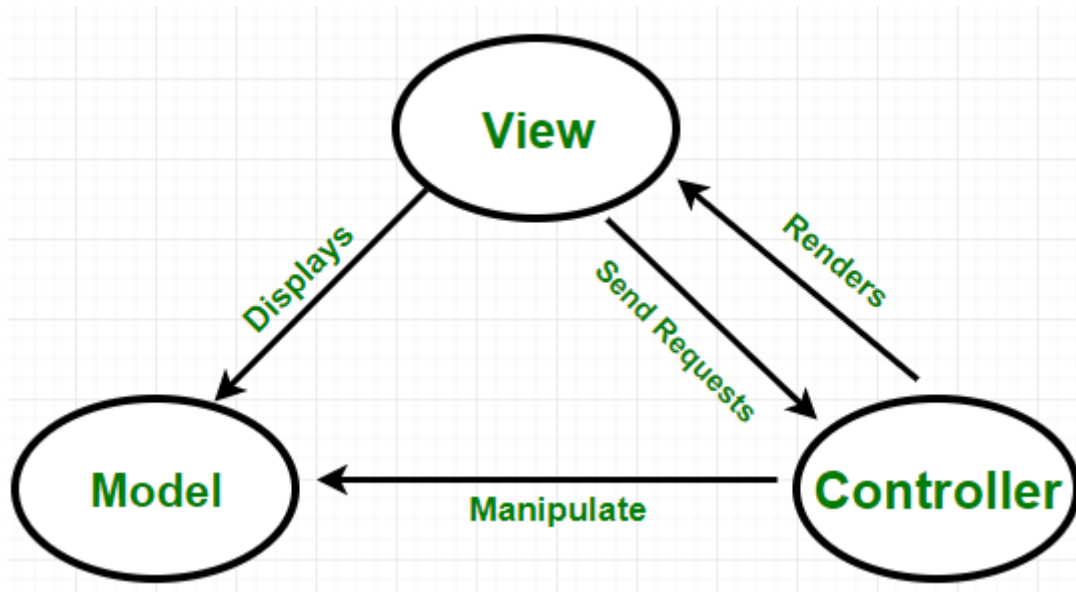 View
Displays
Renders
Send Requests
Model
Manipulate
Controller